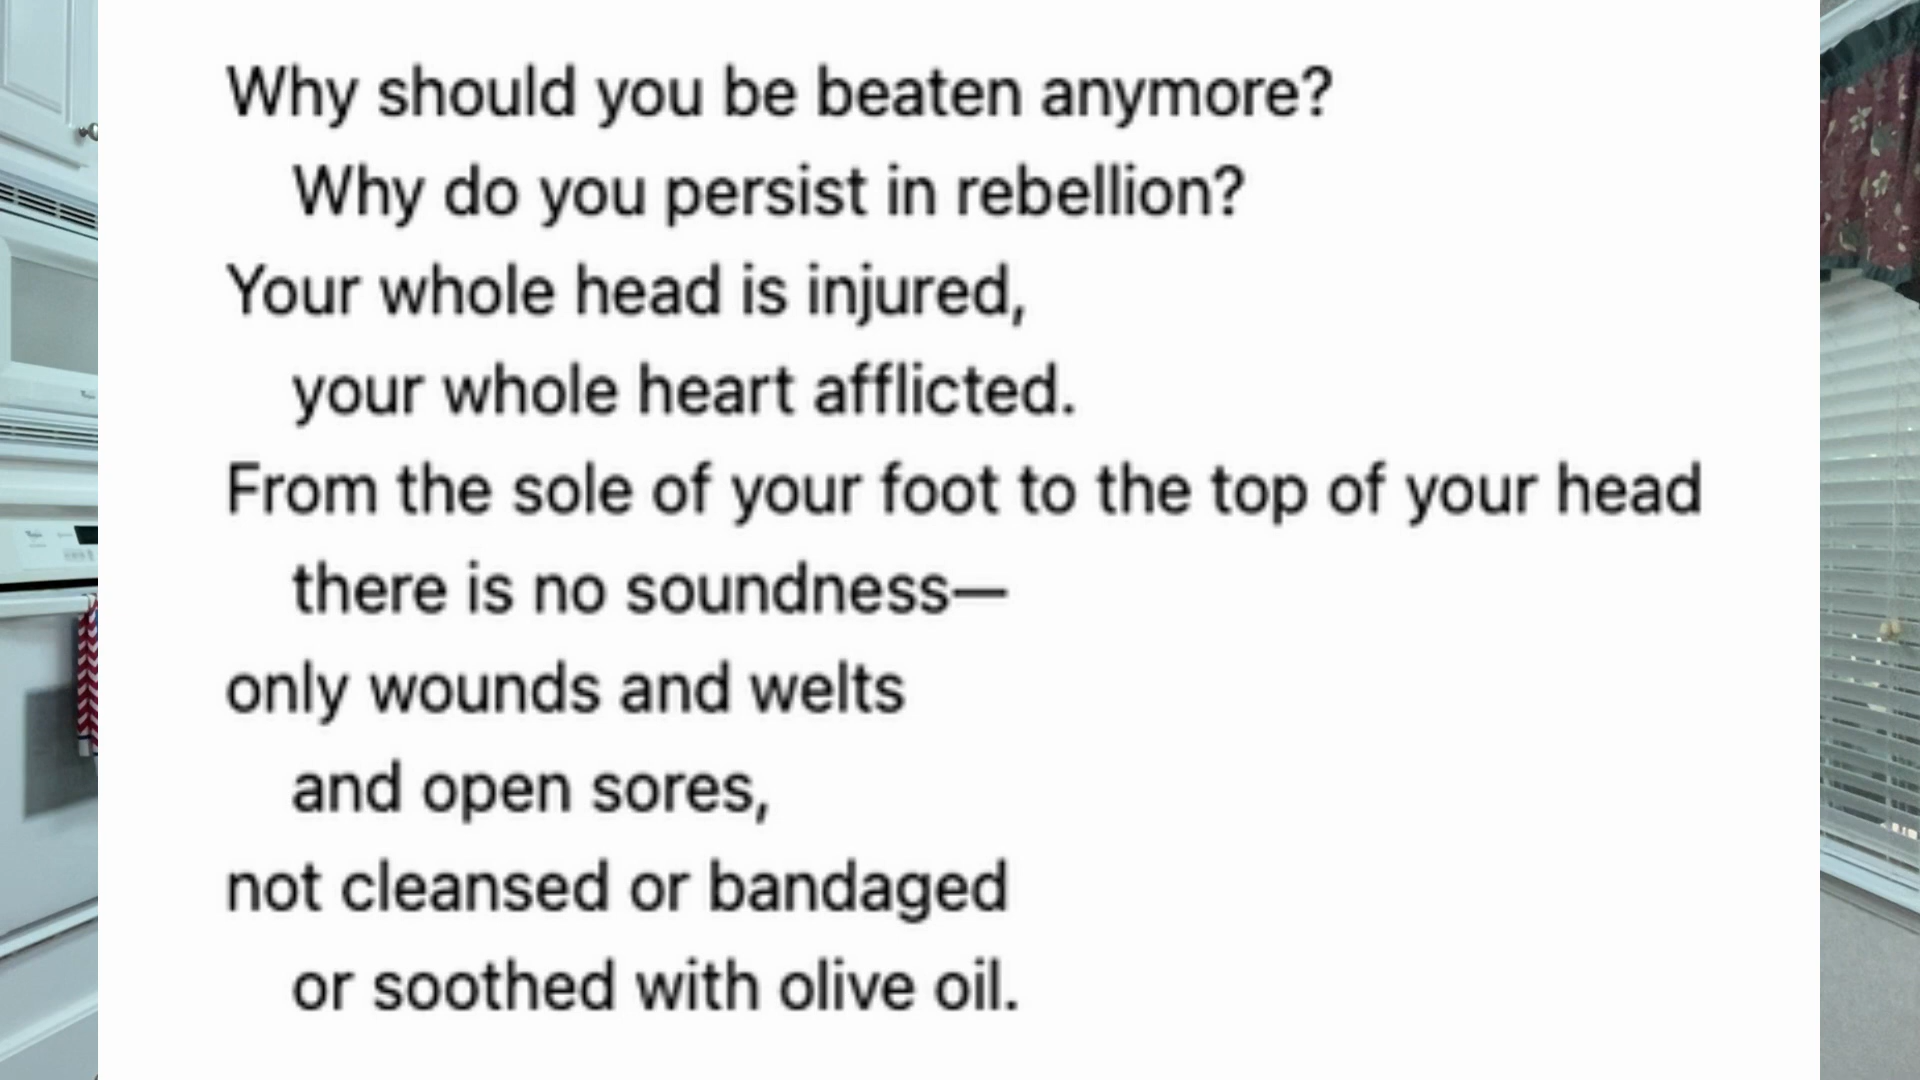 Why should you be beaten anymore?
Why do you persist in rebellion?
Your whole head is injured,
your whole heart afflicted.
From the sole of your foot to the top of your head
there is no soundness—
only wounds and welts
and open sores,
not cleansed or bandaged
or soothed with olive oil.